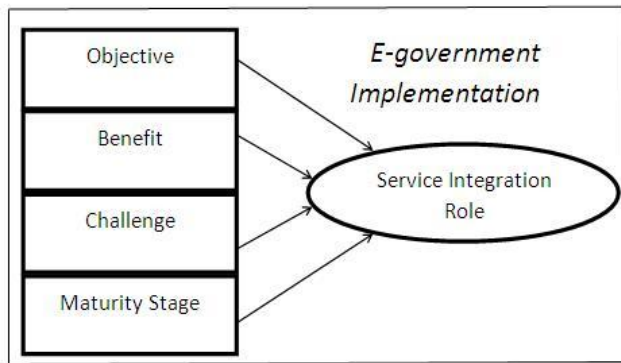 Objective
Benefit
Challenge
Maturity Stage
E-government
Implementation
Service Integration
Role